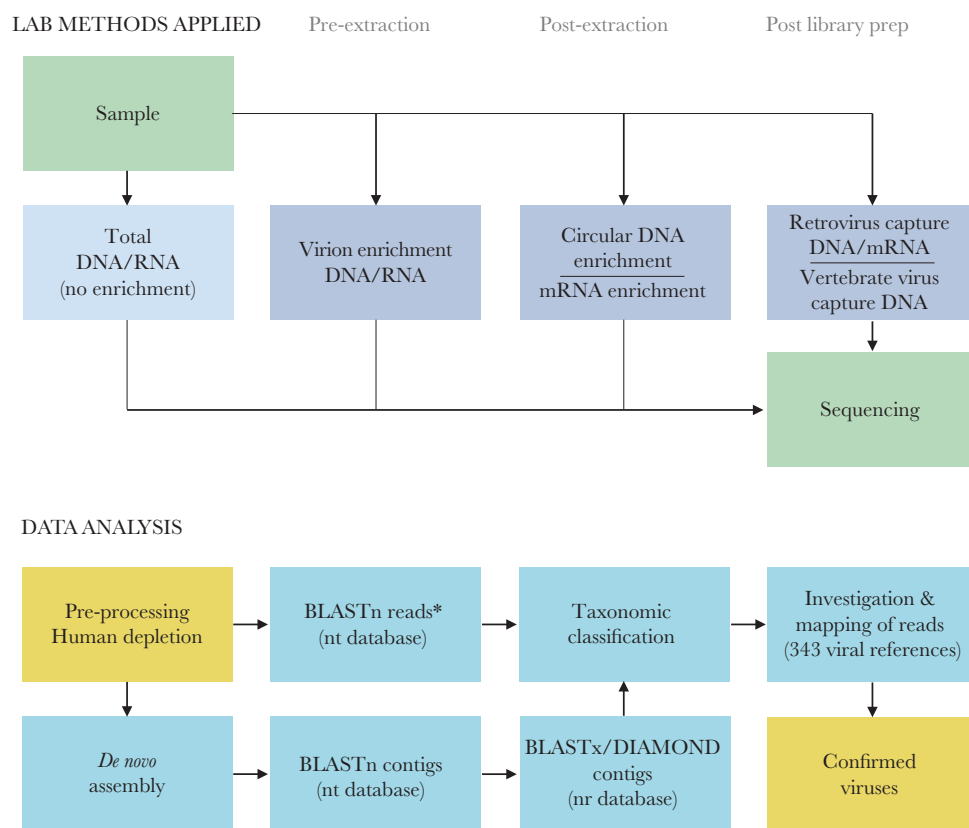 LAB METHODS APPLIED
Pre-extraction
Post-extraction
Post library prep
Sample
Total
DNA/RNA
(no enrichment)
Virion enrichment
DNA/RNA
Circular DNA
enrichment
mRNA enrichment
Retrovirus capture
DNA/mRNA
Vertebrate virus
capture DNA
Sequencing
DATA ANALYSIS
Pre-processing
Human depletion
BLASTn reads*
(nt database)
Taxonomic
classification
Investigation &
mapping of reads
(343 viral references)
De novo
assembly
BLASTn contigs
(nt database)
BLASTx/DIAMOND
contigs
(nr database)
Confirmed
viruses